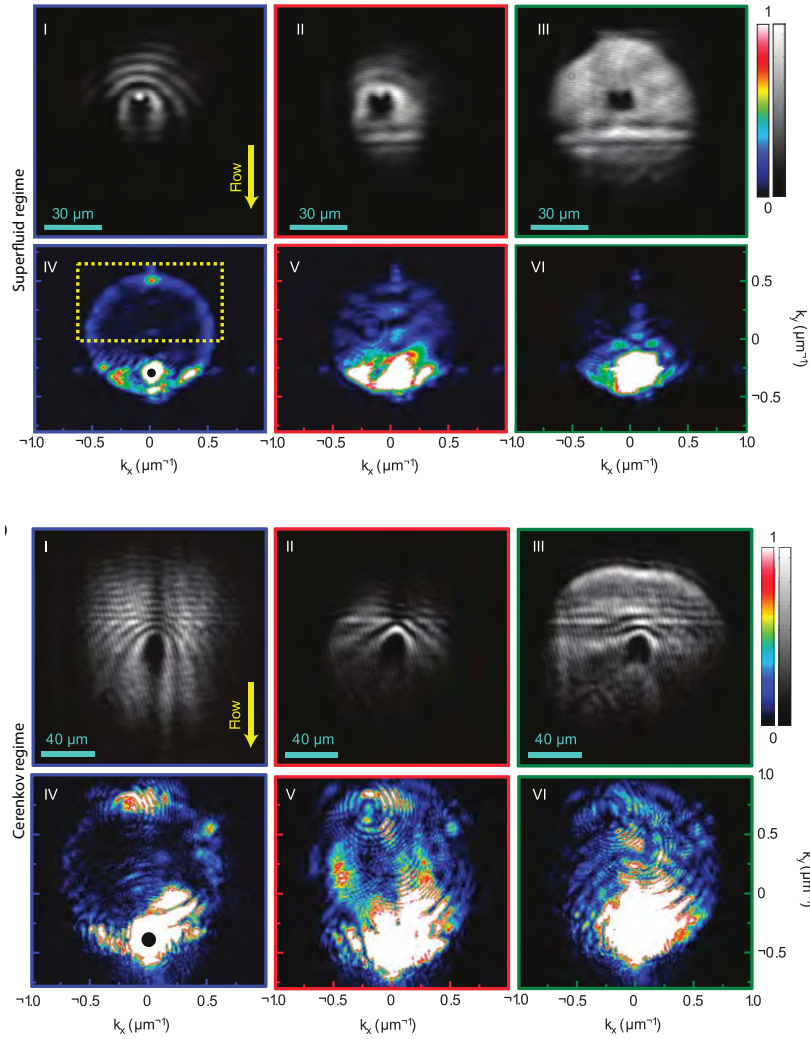 Superfluid regime
I
II
III
Flow
30 µm
30 µm
30 µm
1
0
IV
V
VI
0.5
0
¬0.5
k_y (µm¬¹)
¬1.0 ¬0.5 0 0.5 ¬1.0 ¬0.5 0 0.5 ¬1.0 ¬0.5 0 0.5 1.0
k_x (µm¬¹) k_x (µm¬¹) k_x (µm¬¹)
Cerenkov regime
I
II
III
Flow
40 µm
40 µm
40 µm
1
0
IV
V
VI
1.0
0.5
0
¬0.5
k_y (µm¬¹)
¬1.0 ¬0.5 0 0.5 ¬1.0 ¬0.5 0 0.5 ¬1.0 ¬0.5 0 0.5 1.0
k_x (µm¬¹) k_x (µm¬¹) k_x (µm¬¹)